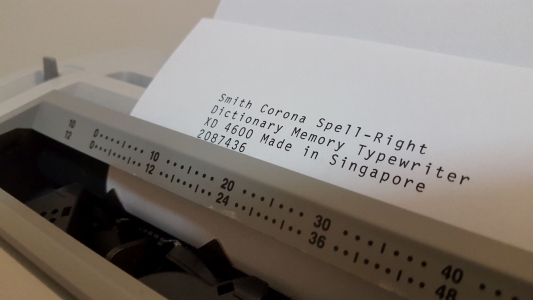 Smith Corona Spell-Right
Dictionary Memory Typewriter
XD 4600 Made in Singapore
2087436
10 0 10 20 30 40
12 0 12 24 36 48